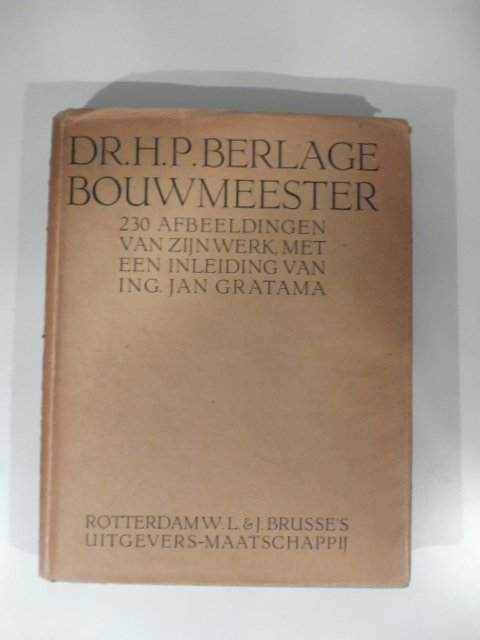 DR. H.P. BERLAGE
BOUWMEESTER
230 AFBEELDINGEN
VAN ZIJN WERK, MET
EEN INLEIDING VAN
ING. JAN GRATAMA
ROTTERDAM W. L. & J. BRUSSE'S
UITGEVERS-MAATSCHAPPIJ